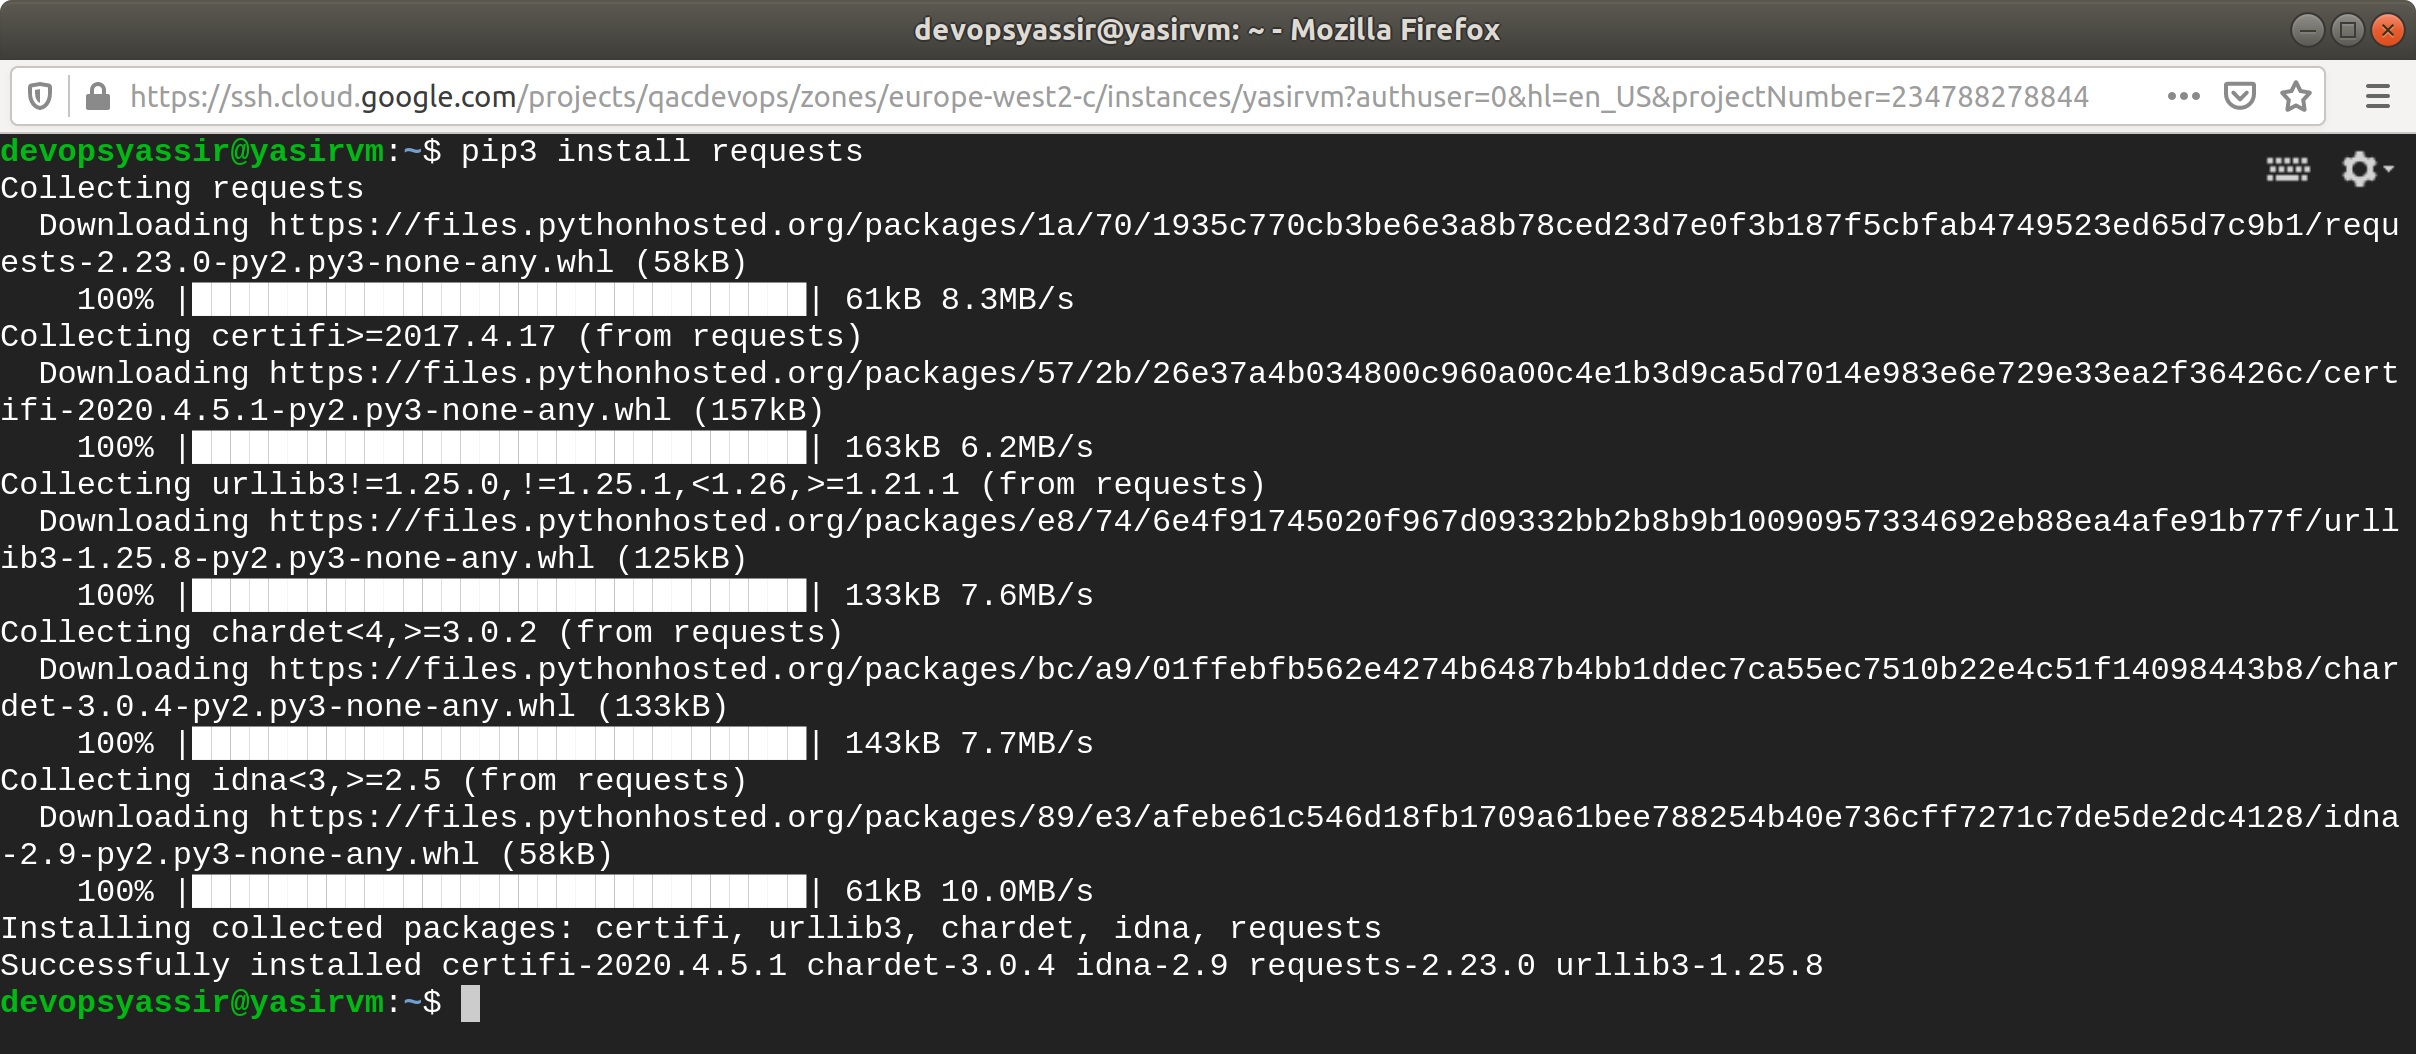 devopsyassir@yasirvm: ~ - Mozilla Firefox
https://ssh.cloud.google.com/projects/qacdevops/zones/europe-west2-c/instances/yasirvm?authuser=0&hl=en_US&projectNumber=234788278844
devopsyassir@yasirvm:~$ pip3 install requests
Collecting requests
  Downloading https://files.pythonhosted.org/packages/1a/70/1935c770cb3be6e3a8b78ced23d7e0f3b187f5cbfab4749523ed65d7c9b1/requ
ests-2.23.0-py2.py3-none-any.whl (58kB)
    100% |████████████████████████████████| 61kB 8.3MB/s
Collecting certifi>=2017.4.17 (from requests)
  Downloading https://files.pythonhosted.org/packages/57/2b/26e37a4b034800c960a00c4e1b3d9ca5d7014e983e6e729e33ea2f36426c/cert
ifi-2020.4.5.1-py2.py3-none-any.whl (157kB)
    100% |████████████████████████████████| 163kB 6.2MB/s
Collecting urllib3!=1.25.0,!=1.25.1,<1.26,>=1.21.1 (from requests)
  Downloading https://files.pythonhosted.org/packages/e8/74/6e4f91745020f967d09332bb2b8b9b10090957334692eb88ea4afe91b77f/urll
ib3-1.25.8-py2.py3-none-any.whl (125kB)
    100% |████████████████████████████████| 133kB 7.6MB/s
Collecting chardet<4,>=3.0.2 (from requests)
  Downloading https://files.pythonhosted.org/packages/bc/a9/01ffebfb562e4274b6487b4bb1ddec7ca55ec7510b22e4c51f14098443b8/char
det-3.0.4-py2.py3-none-any.whl (133kB)
    100% |████████████████████████████████| 143kB 7.7MB/s
Collecting idna<3,>=2.5 (from requests)
  Downloading https://files.pythonhosted.org/packages/89/e3/afebe61c546d18fb1709a61bee788254b40e736cff7271c7de5de2dc4128/idna
-2.9-py2.py3-none-any.whl (58kB)
    100% |████████████████████████████████| 61kB 10.0MB/s
Installing collected packages: certifi, urllib3, chardet, idna, requests
Successfully installed certifi-2020.4.5.1 chardet-3.0.4 idna-2.9 requests-2.23.0 urllib3-1.25.8
devopsyassir@yasirvm:~$